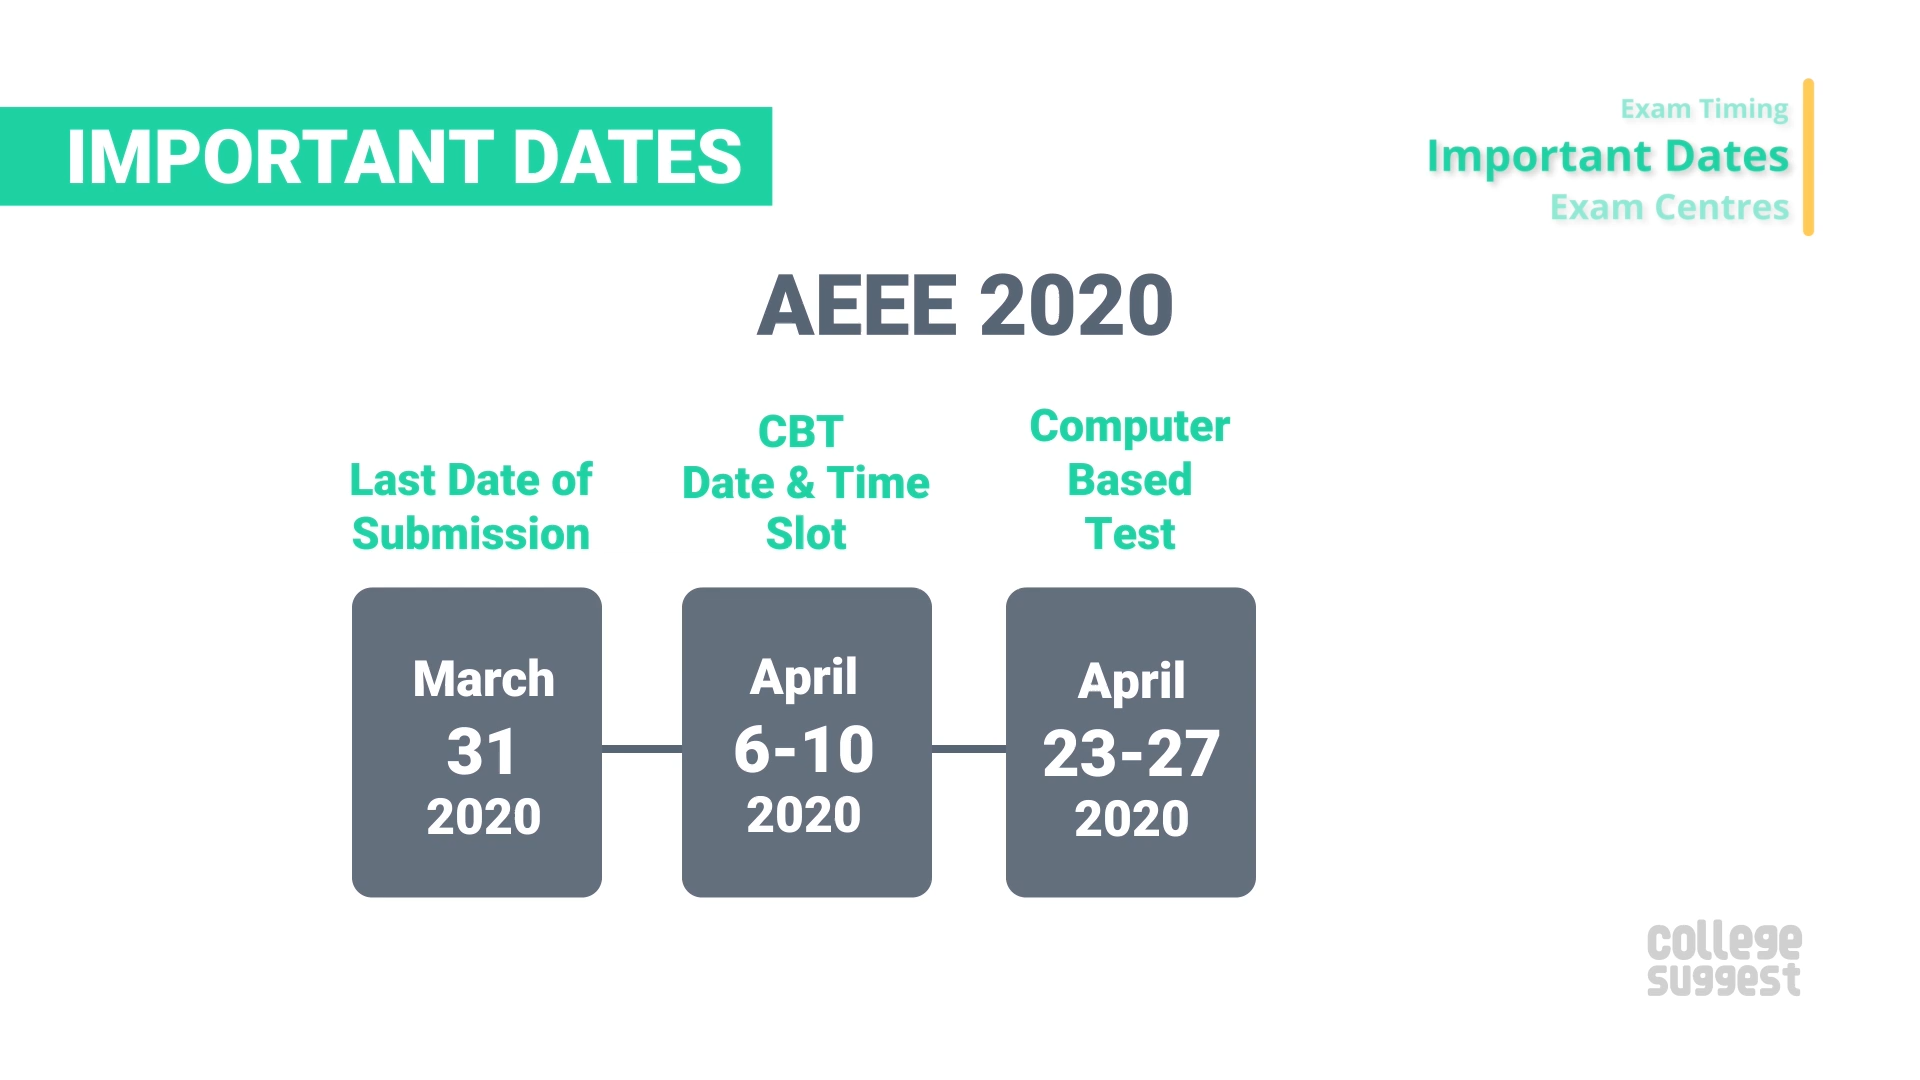 IMPORTANT DATES
Exam Timing
Important Dates
Exam Centres
AEEE 2020
Last Date of
Submission
March
31
2020
CBT
Date & Time
Slot
April
6-10
2020
Computer
Based
Test
April
23-27
2020
college
suggest